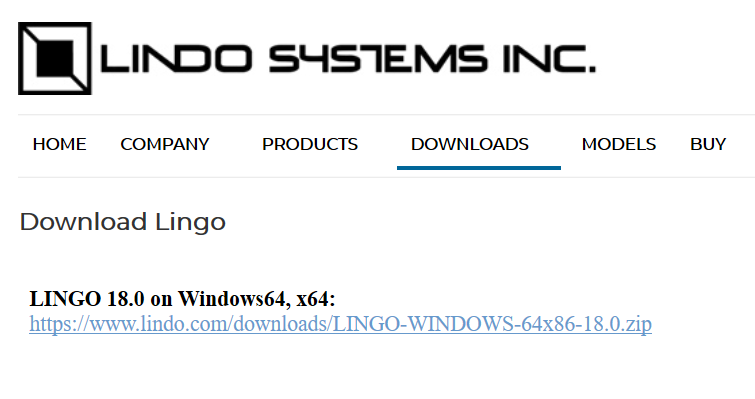 LINDO SYSTEMS INC.
HOME COMPANY PRODUCTS DOWNLOADS MODELS BUY
Download Lingo
LINGO 18.0 on Windows64, x64:
https://www.lindo.com/downloads/LINGO-WINDOWS-64x86-18.0.zip